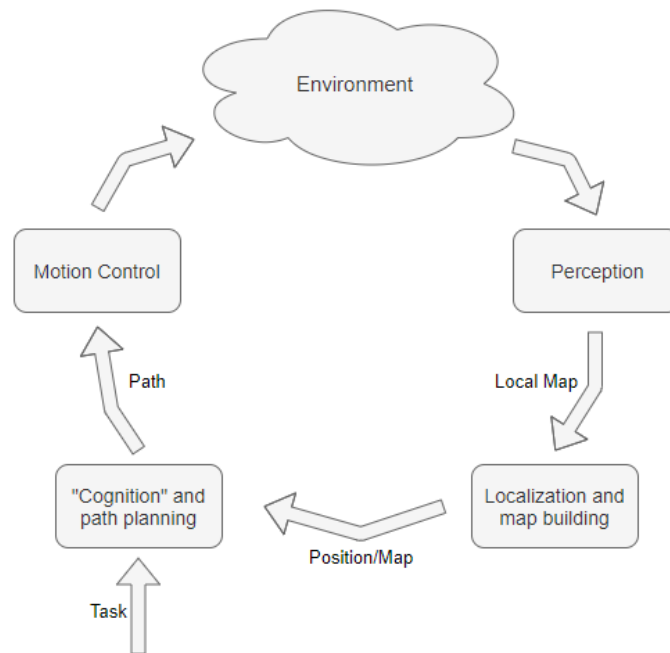 Environment
Motion Control
Perception
Path
Local Map
"Cognition" and
path planning
Localization and
map building
Position/Map
Task